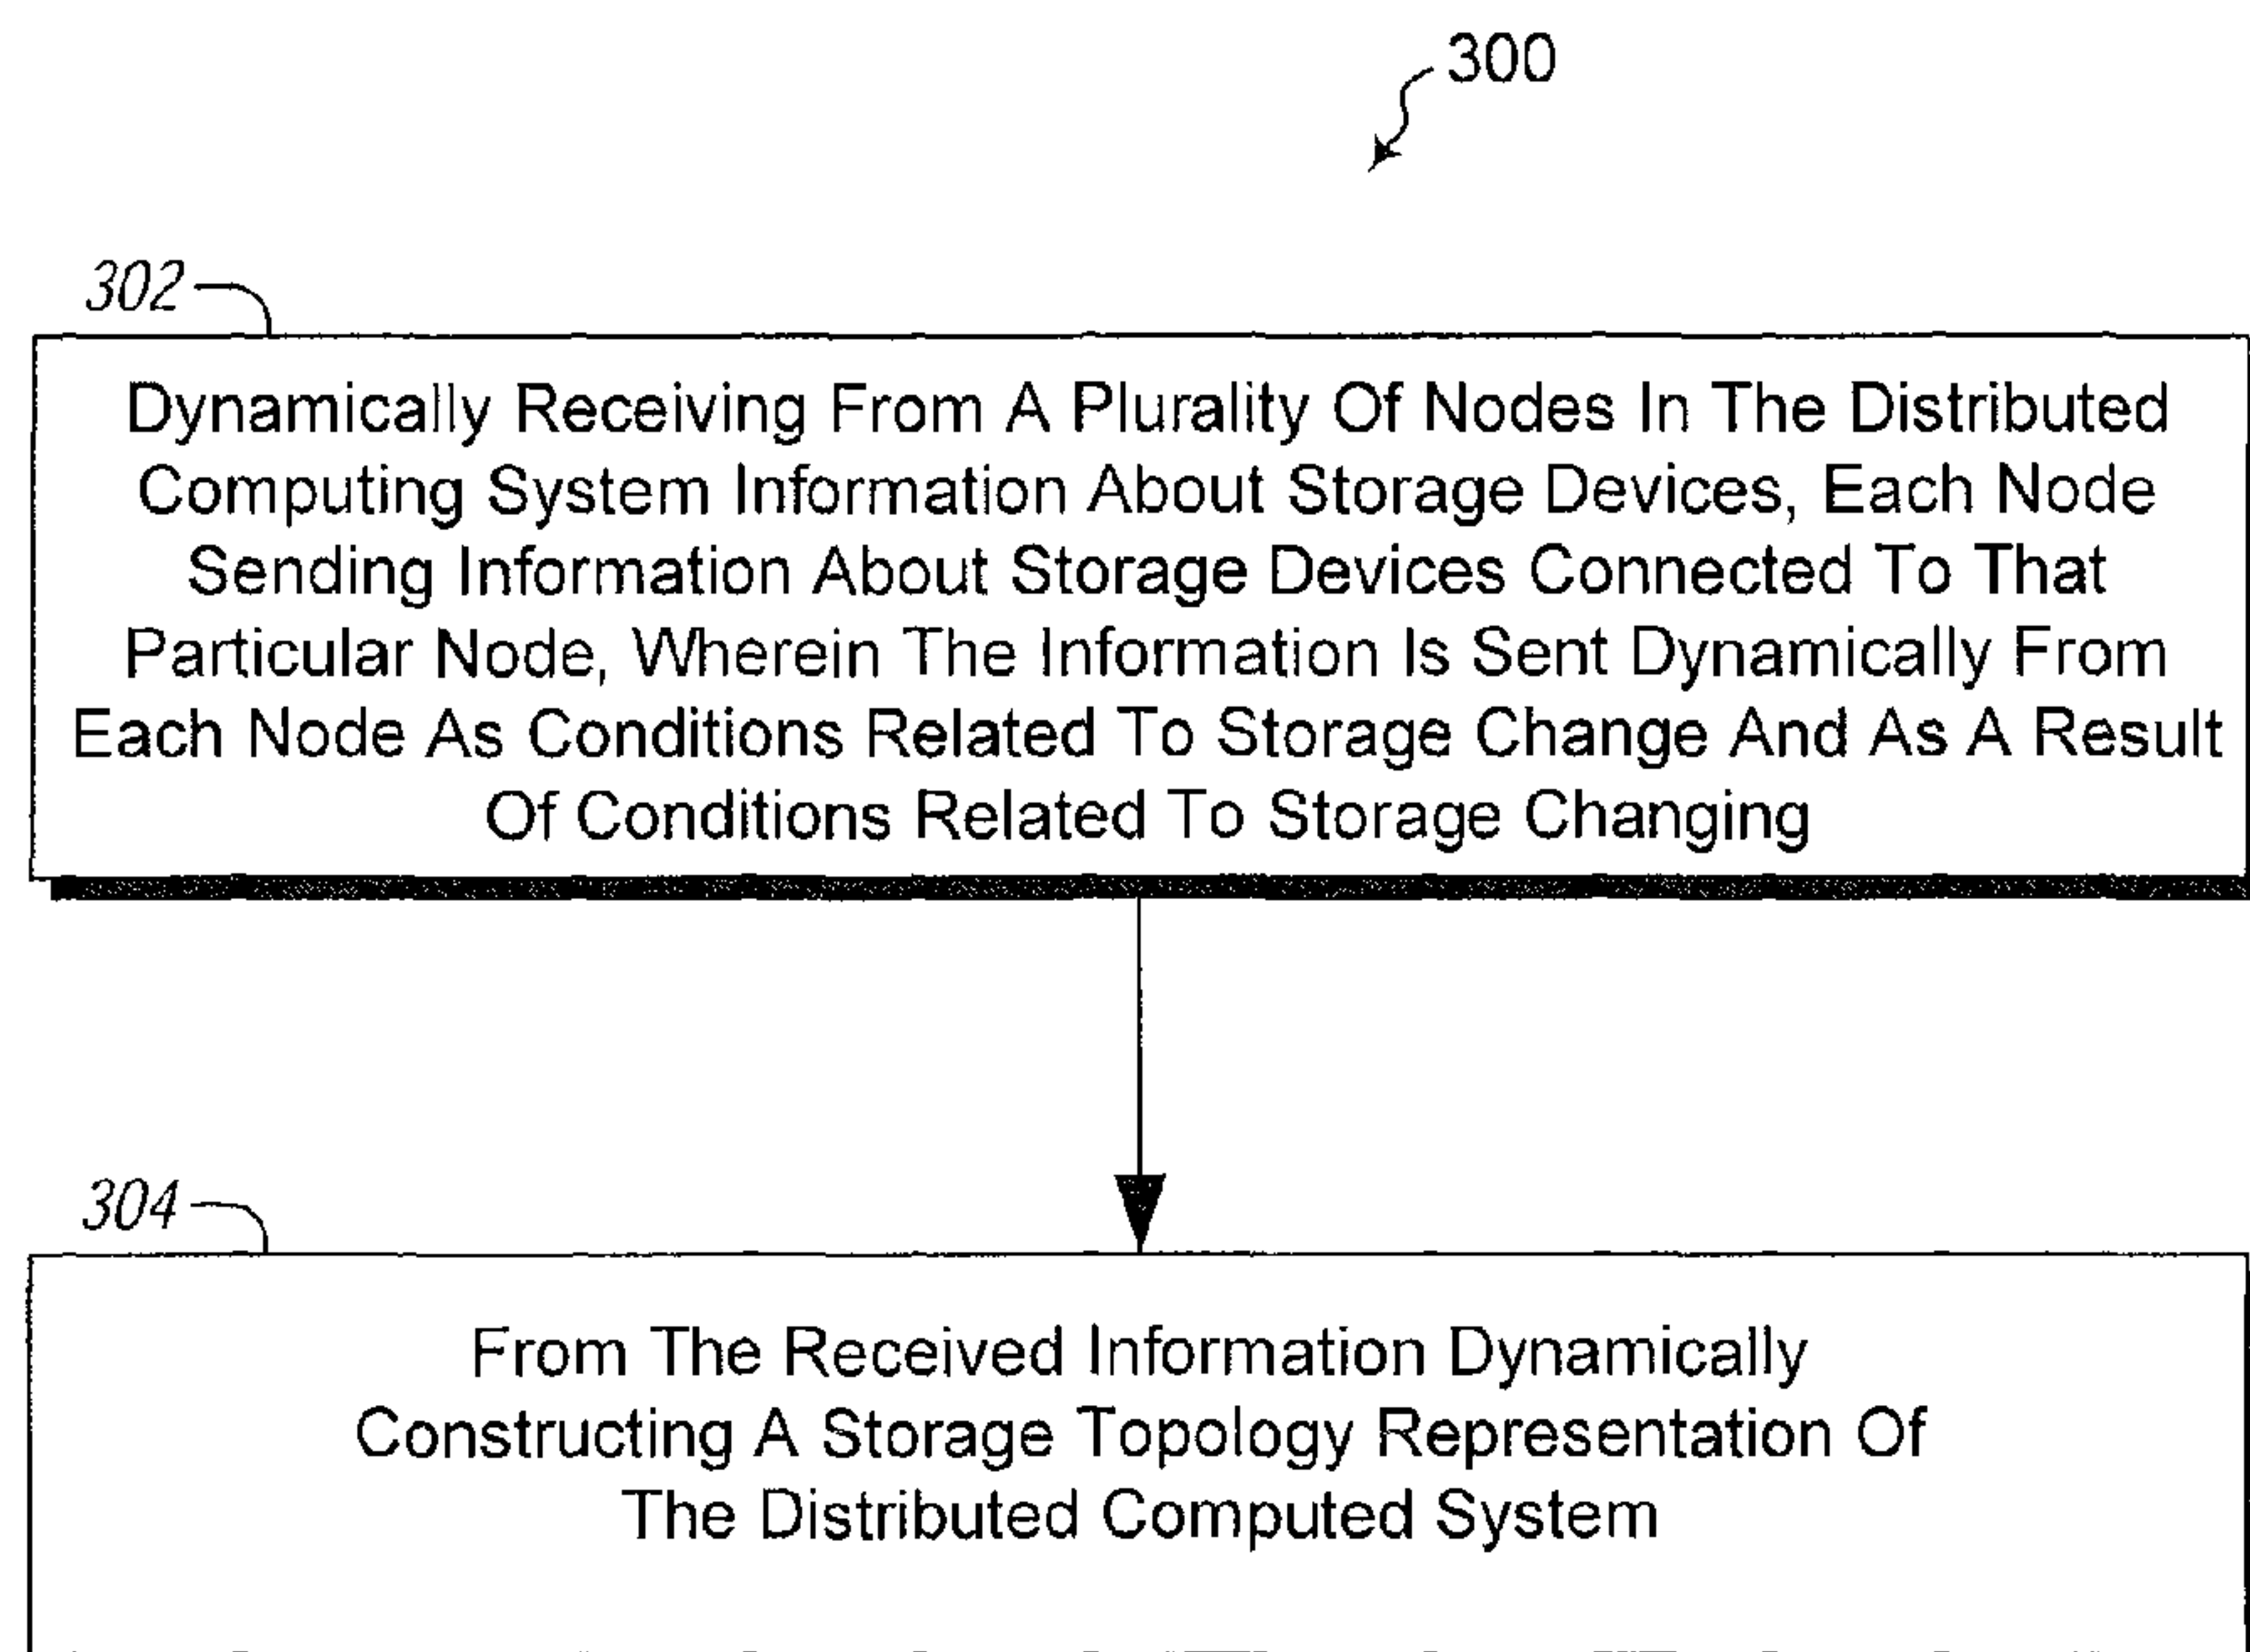 300
302
Dynamically Receiving From A Plurality Of Nodes In The Distributed
Computing System Information About Storage Devices, Each Node
Sending Information About Storage Devices Connected To That
Particular Node, Wherein The Information Is Sent Dynamically From
Each Node As Conditions Related To Storage Change And As A Result
Of Conditions Related To Storage Changing
304
From The Received Information Dynamically
Constructing A Storage Topology Representation Of
The Distributed Computed System